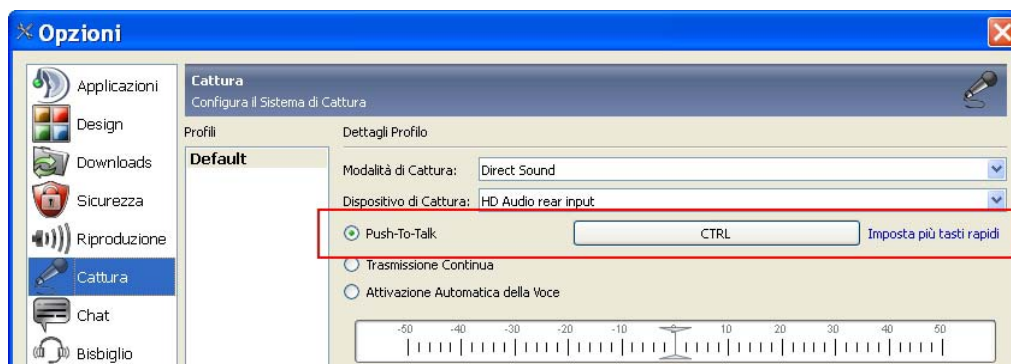 Opzioni
Applicazioni
Design
Downloads
Sicurezza
Riproduzione
Cattura
Chat
Bisbiglio
Cattura
Configura il Sistema di Cattura
Profili
Default
Dettagli Profilo
Modalità di Cattura: Direct Sound
Dispositivo di Cattura: HD Audio rear input
Push-To-Talk CTRL Imposta più tasti rapidi
Trasmissione Continua
Attivazione Automatica della Voce
-50 -40 -30 -20 -10 0 10 20 30 40 50